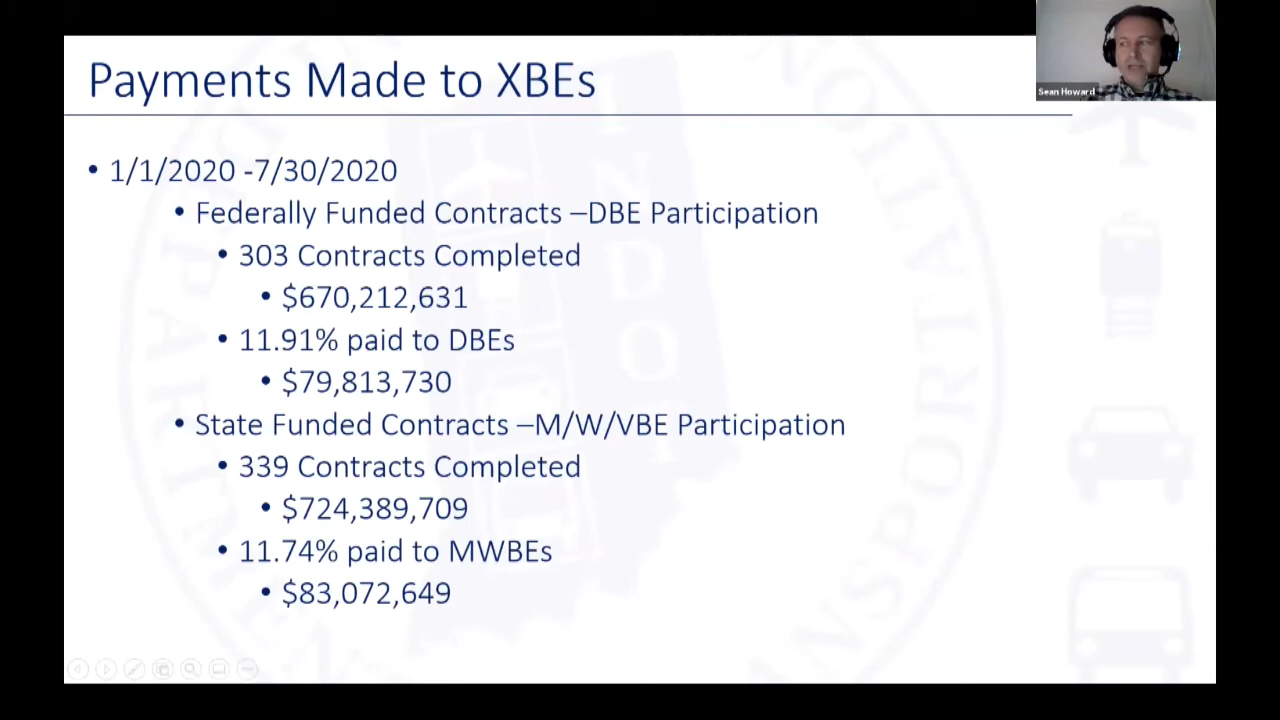 Payments Made to XBEs
Sean Howard
• 1/1/2020 -7/30/2020
• Federally Funded Contracts –DBE Participation
• 303 Contracts Completed
• $670,212,631
• 11.91% paid to DBEs
• $79,813,730
• State Funded Contracts –M/W/VBE Participation
• 339 Contracts Completed
• $724,389,709
• 11.74% paid to MWBEs
• $83,072,649
INDOT